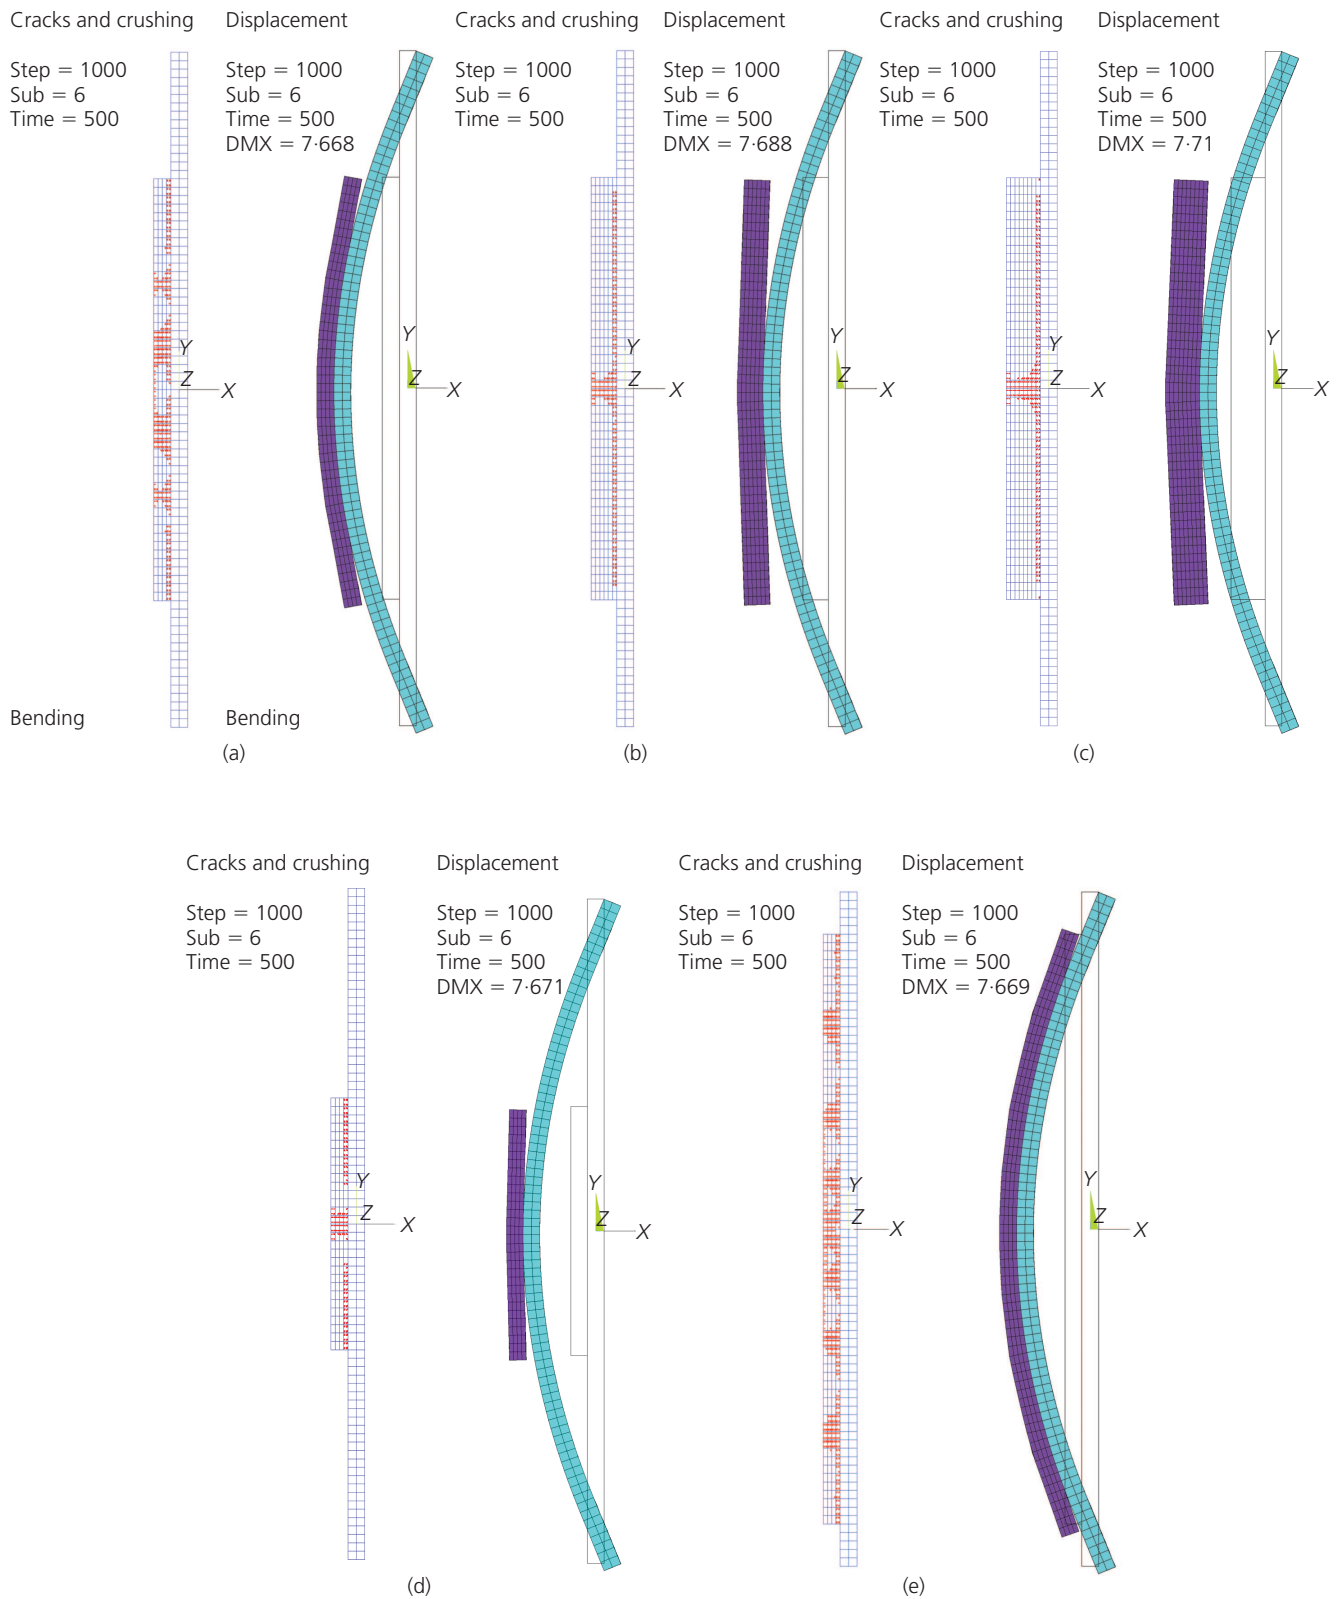 Cracks and crushing
Step = 1000
Sub = 6
Time = 500
Y
Z
X
Bending
Displacement
Step = 1000
Sub = 6
Time = 500
DMX = 7·668
Y
Z
X
Bending
(a)
Cracks and crushing
Step = 1000
Sub = 6
Time = 500
Y
Z
X
Displacement
Step = 1000
Sub = 6
Time = 500
DMX = 7·688
Y
Z
X
(b)
Cracks and crushing
Step = 1000
Sub = 6
Time = 500
Y
Z
X
Displacement
Step = 1000
Sub = 6
Time = 500
DMX = 7·71
Y
Z
X
(c)
Cracks and crushing
Step = 1000
Sub = 6
Time = 500
Y
Z
X
Displacement
Step = 1000
Sub = 6
Time = 500
DMX = 7·671
Y
Z
X
(d)
Cracks and crushing
Step = 1000
Sub = 6
Time = 500
Y
Z
X
Displacement
Step = 1000
Sub = 6
Time = 500
DMX = 7·669
Y
Z
X
(e)